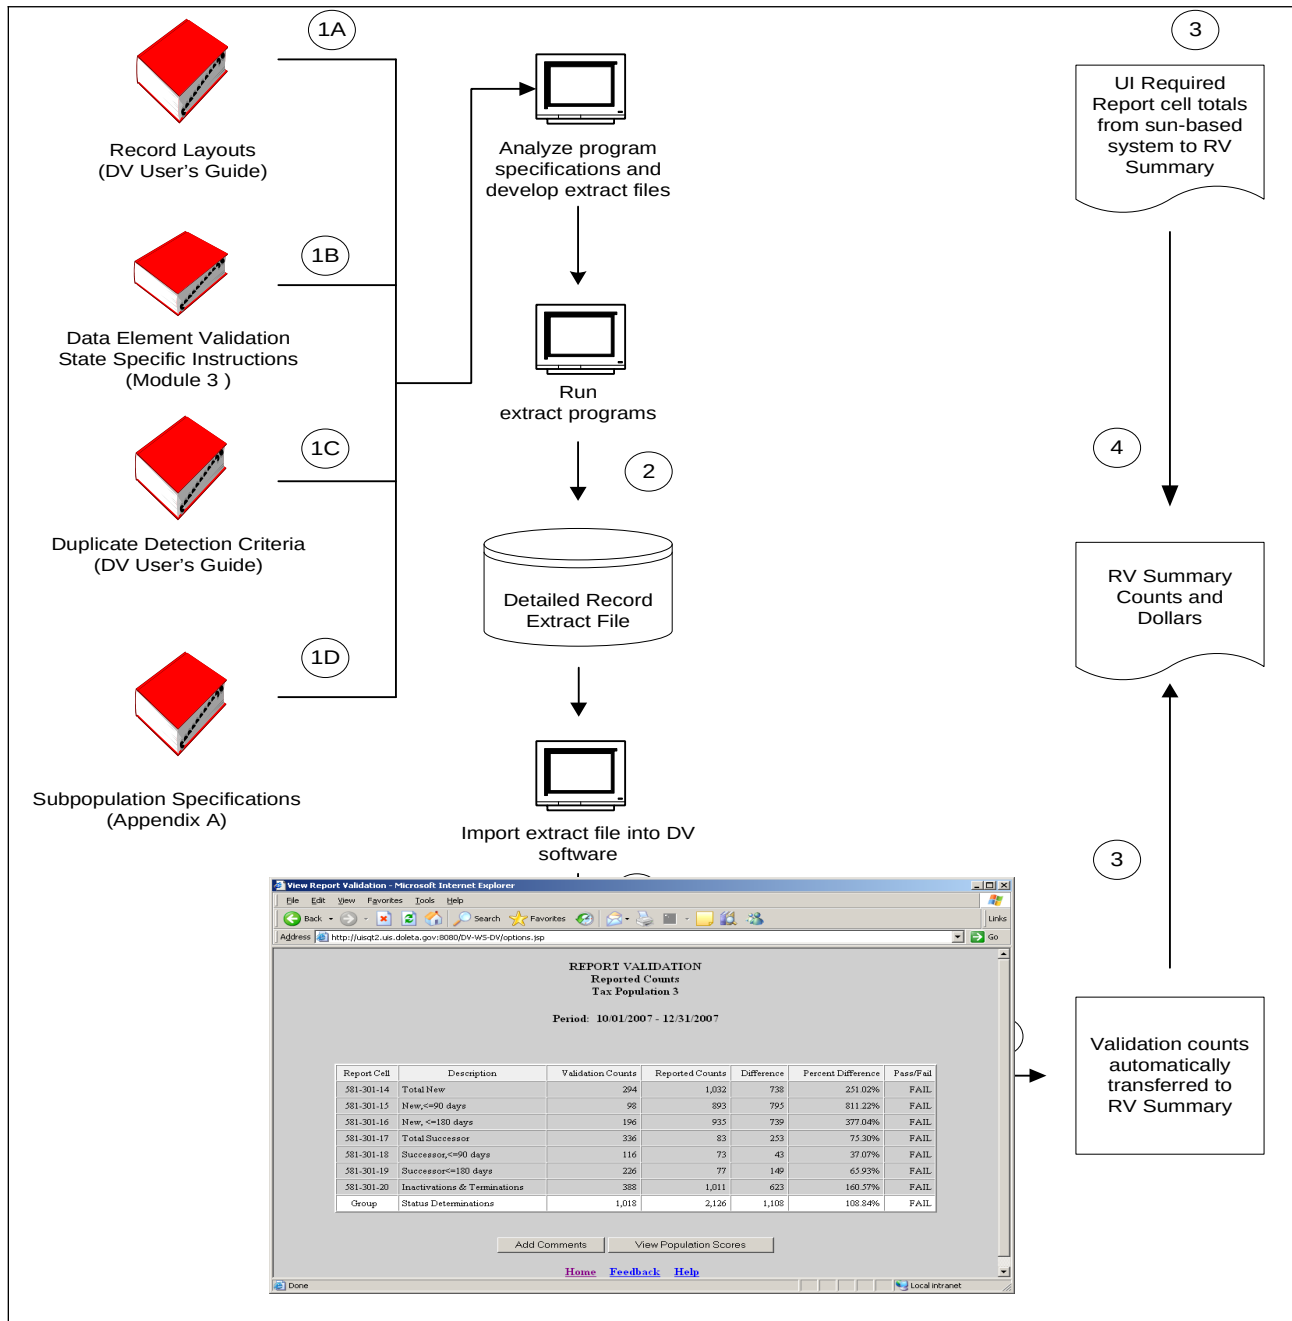 1A
Record Layouts
(DV User's Guide)
1B
Data Element Validation
State Specific Instructions
(Module 3 )
1C
Duplicate Detection Criteria
(DV User's Guide)
1D
Subpopulation Specifications
(Appendix A)
Analyze program
specifications and
develop extract files
Run
extract programs
2
Detailed Record
Extract File
Import extract file into DV
software
3
UI Required
Report cell totals
from sun-based
system to RV
Summary
4
RV Summary
Counts and
Dollars
3
Validation counts
automatically
transferred to
RV Summary
View Report Validation - Microsoft Internet Explorer
File Edit View Favorites Tools Help
Back Search Favorites Links
Address http://uisqt2.uis.doleta.gov:8080/DV-WS-DV/options.jsp Go
REPORT VALIDATION
Reported Counts
Tax Population 3
Period: 10/01/2007 - 12/31/2007
Report Cell Description Validation Counts Reported Counts Difference Percent Difference Pass/Fail
581-301-14 Total New 294 1,032 738 251.02% FAIL
581-301-15 New,<=90 days 98 893 795 811.22% FAIL
581-301-16 New, <=180 days 196 935 739 377.04% FAIL
581-301-17 Total Successor 336 83 253 75.30% FAIL
581-301-18 Successor,<=90 days 116 73 43 37.07% FAIL
581-301-19 Successor<=180 days 226 77 149 65.93% FAIL
581-301-20 Inactivations & Terminations 388 1,011 623 160.57% FAIL
Group Status Determinations 1,018 2,126 1,108 108.84% FAIL
Add Comments View Population Scores
Home Feedback Help
Done Local intranet